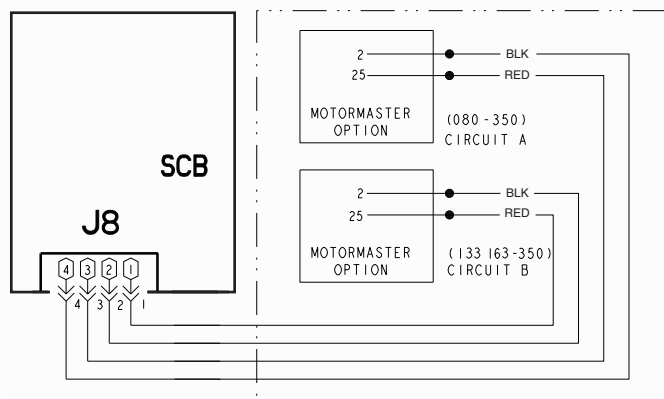 2 BLK
25 RED
MOTORMASTER
OPTION
(080-350)
CIRCUIT A
SCB
J8
2 BLK
25 RED
MOTORMASTER
OPTION
(133 163-350)
CIRCUIT B
4 3 2 1
4 3 2 1